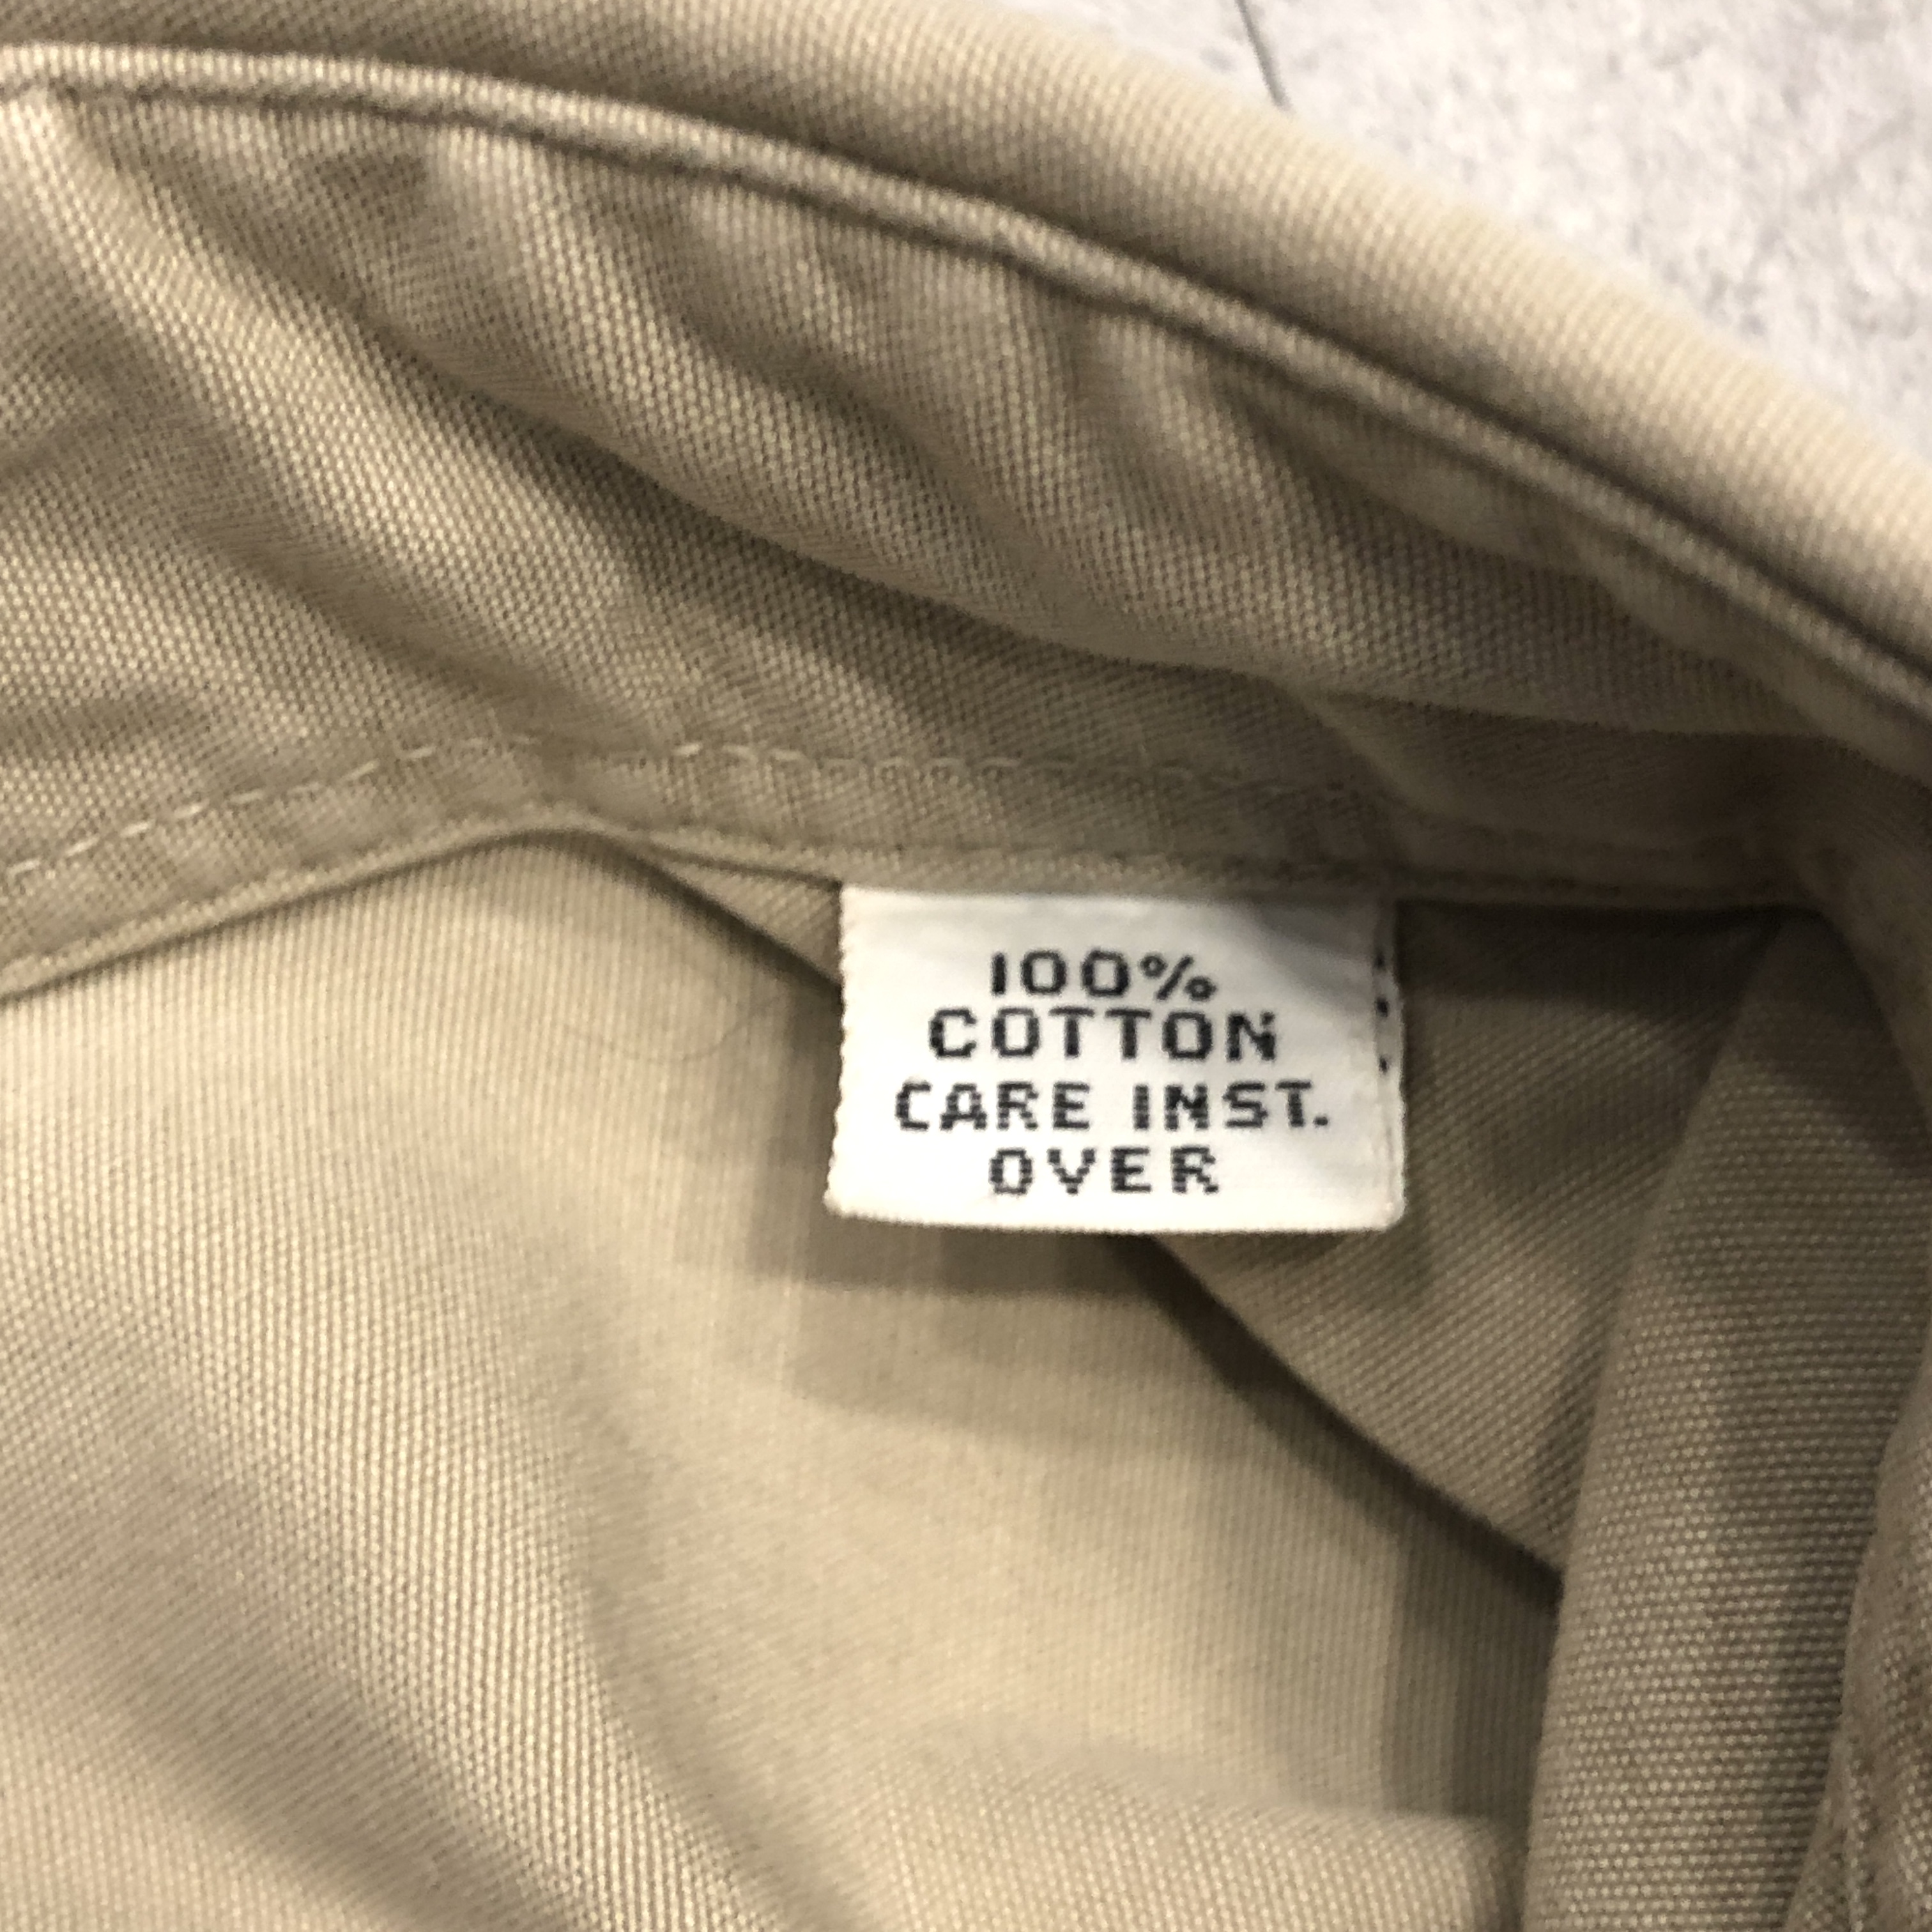 100%
COTTON
CARE INST.
OVER